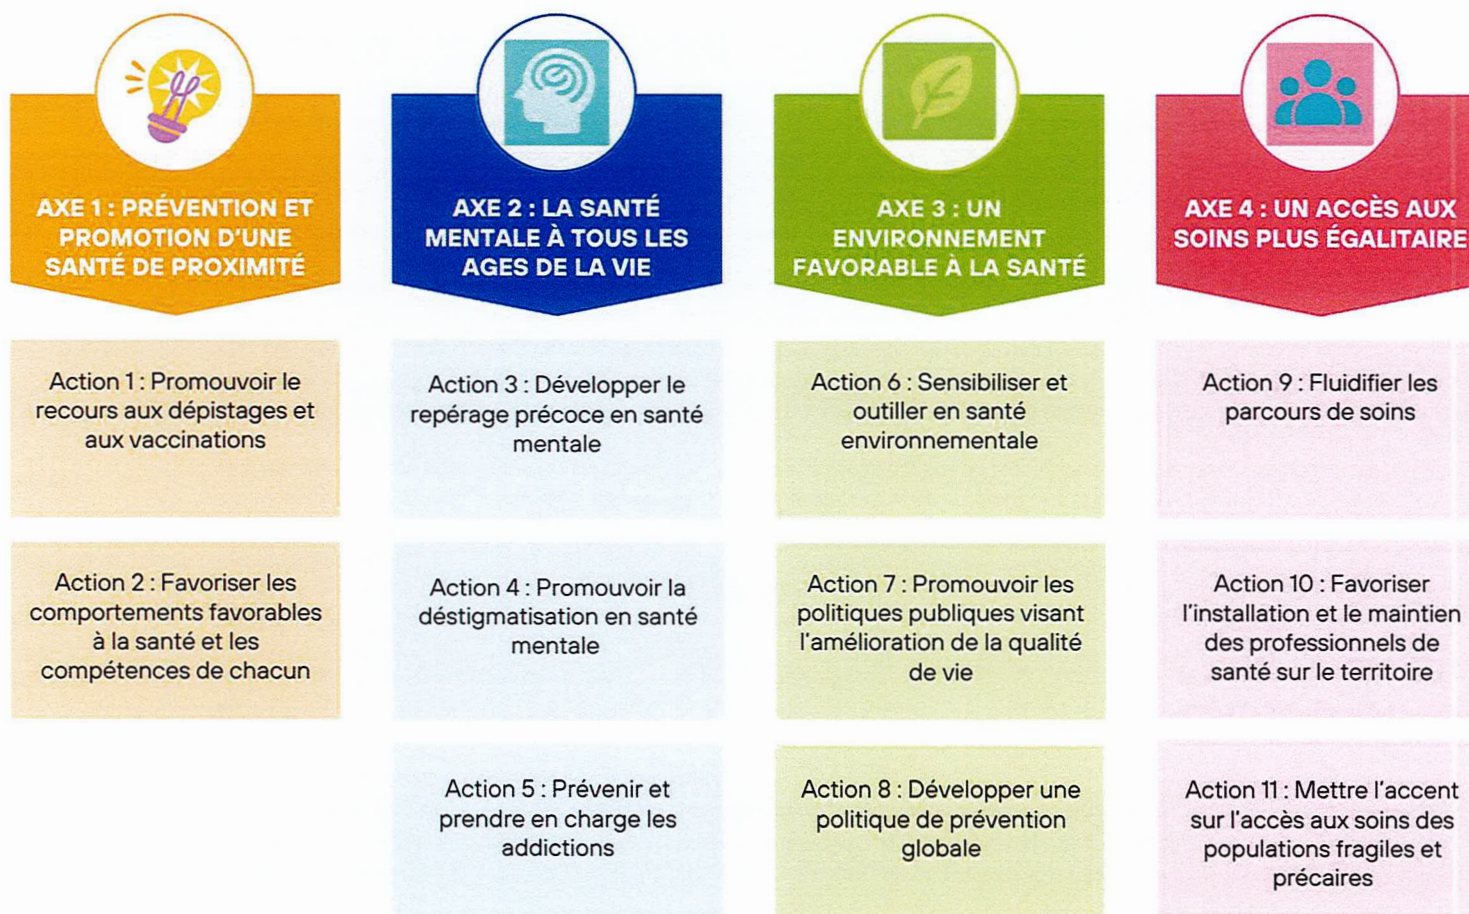 AXE 1 : PRÉVENTION ET
PROMOTION D'UNE
SANTÉ DE PROXIMITÉ
Action 1 : Promouvoir le
recours aux dépistages et
aux vaccinations
Action 2 : Favoriser les
comportements favorables
à la santé et les
compétences de chacun
AXE 2 : LA SANTÉ
MENTALE À TOUS LES
AGES DE LA VIE
Action 3 : Développer le
repérage précoce en santé
mentale
Action 4 : Promouvoir la
déstigmatisation en santé
mentale
Action 5 : Prévenir et
prendre en charge les
addictions
AXE 3 : UN
ENVIRONNEMENT
FAVORABLE À LA SANTÉ
Action 6 : Sensibiliser et
outiller en santé
environnementale
Action 7 : Promouvoir les
politiques publiques visant
l'amélioration de la qualité
de vie
Action 8 : Développer une
politique de prévention
globale
AXE 4 : UN ACCÈS AUX
SOINS PLUS ÉGALITAIRE
Action 9 : Fluidifier les
parcours de soins
Action 10 : Favoriser
l'installation et le maintien
des professionnels de
santé sur le territoire
Action 11 : Mettre l'accent
sur l'accès aux soins des
populations fragiles et
précaires